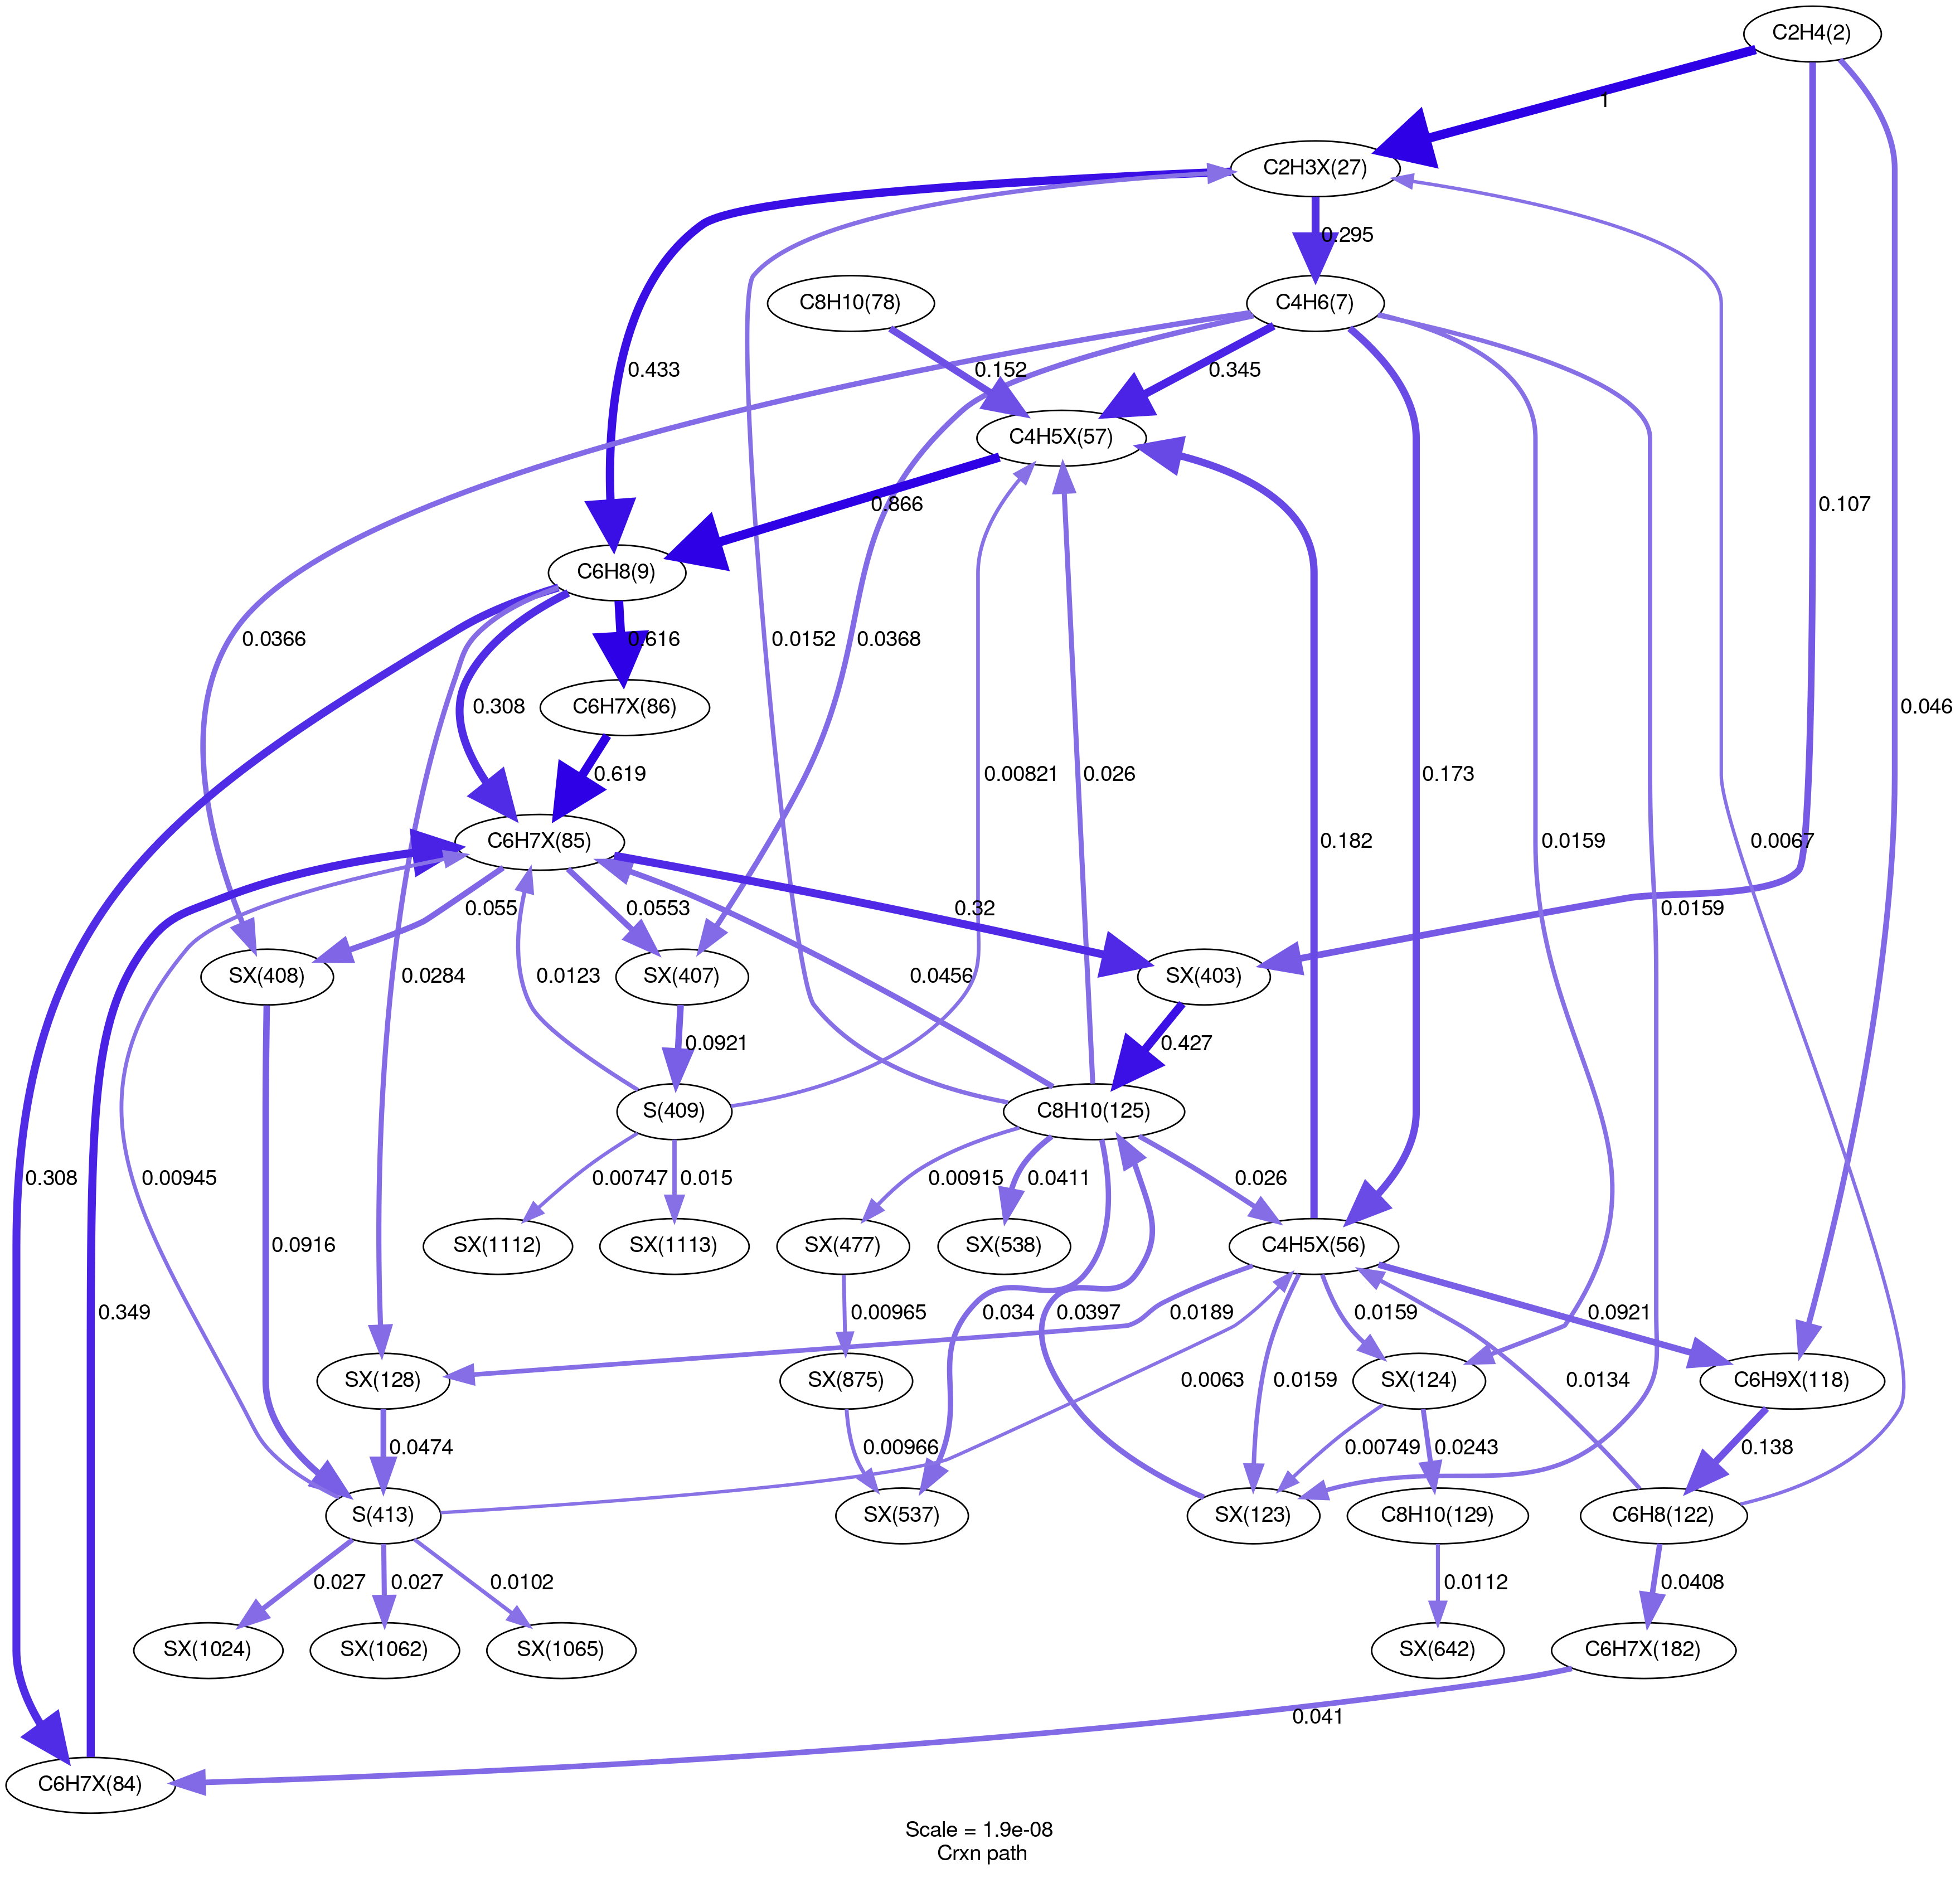 C2H4(2)
1
C2H3X(27)
0.295
C8H10(78)
C4H6(7)
0.433
0.152
0.345
C4H5X(57)
0.866
0.107
C6H8(9)
0.0366
0.616
0.0152
0.0368
0.308
C6H7X(86)
0.046
0.619
0.00821
0.026
0.173
C6H7X(85)
0.182
0.0159
0.0067
0.055
0.0553
0.32
0.0159
SX(408)
0.0284
0.0123
SX(407)
0.0456
SX(403)
0.0921
0.427
S(409)
C8H10(125)
0.308
0.00945
0.00747
0.015
0.00915
0.0411
0.026
0.0916
SX(1112)
SX(1113)
SX(477)
SX(538)
C4H5X(56)
0.349
0.00965
0.034
0.0397
0.0189
0.0159
0.0921
SX(128)
SX(875)
0.0063
0.0159
SX(124)
0.0134
C6H9X(118)
0.0474
0.00966
0.00749
0.0243
0.138
S(413)
SX(537)
SX(123)
C8H10(129)
C6H8(122)
0.027
0.027
0.0102
0.0112
0.0408
SX(1024)
SX(1062)
SX(1065)
SX(642)
C6H7X(182)
0.041
C6H7X(84)
Scale = 1.9e-08
Crxn path